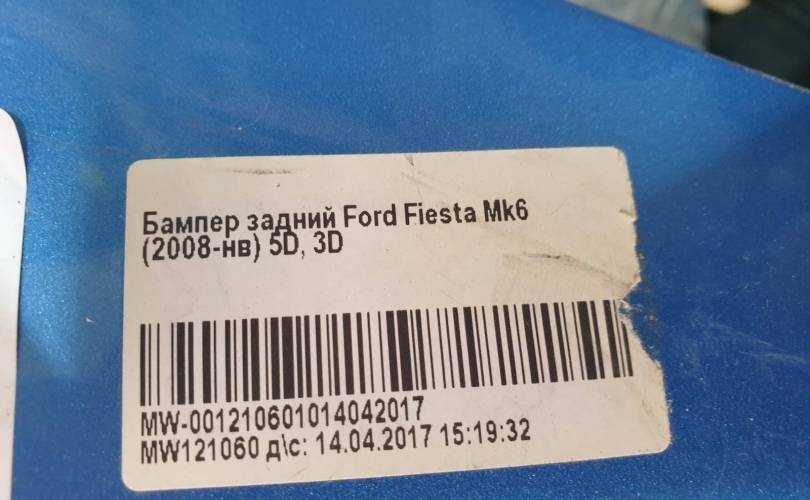 Бампер задний Ford Fiesta Mk6
(2008-нв) 5D, 3D
MW-001210601014042017
MW121060 д\с: 14.04.2017 15:19:32